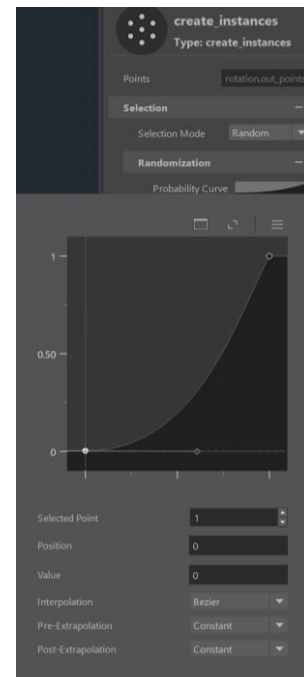 create_instances
Type: create_instances
Points rotation.out_points
Selection
Selection Mode Random
Randomization
Probability Curve
1
0.50
0
Selected Point 1
Position 0
Value 0
Interpolation Bezier
Pre-Extrapolation Constant
Post-Extrapolation Constant